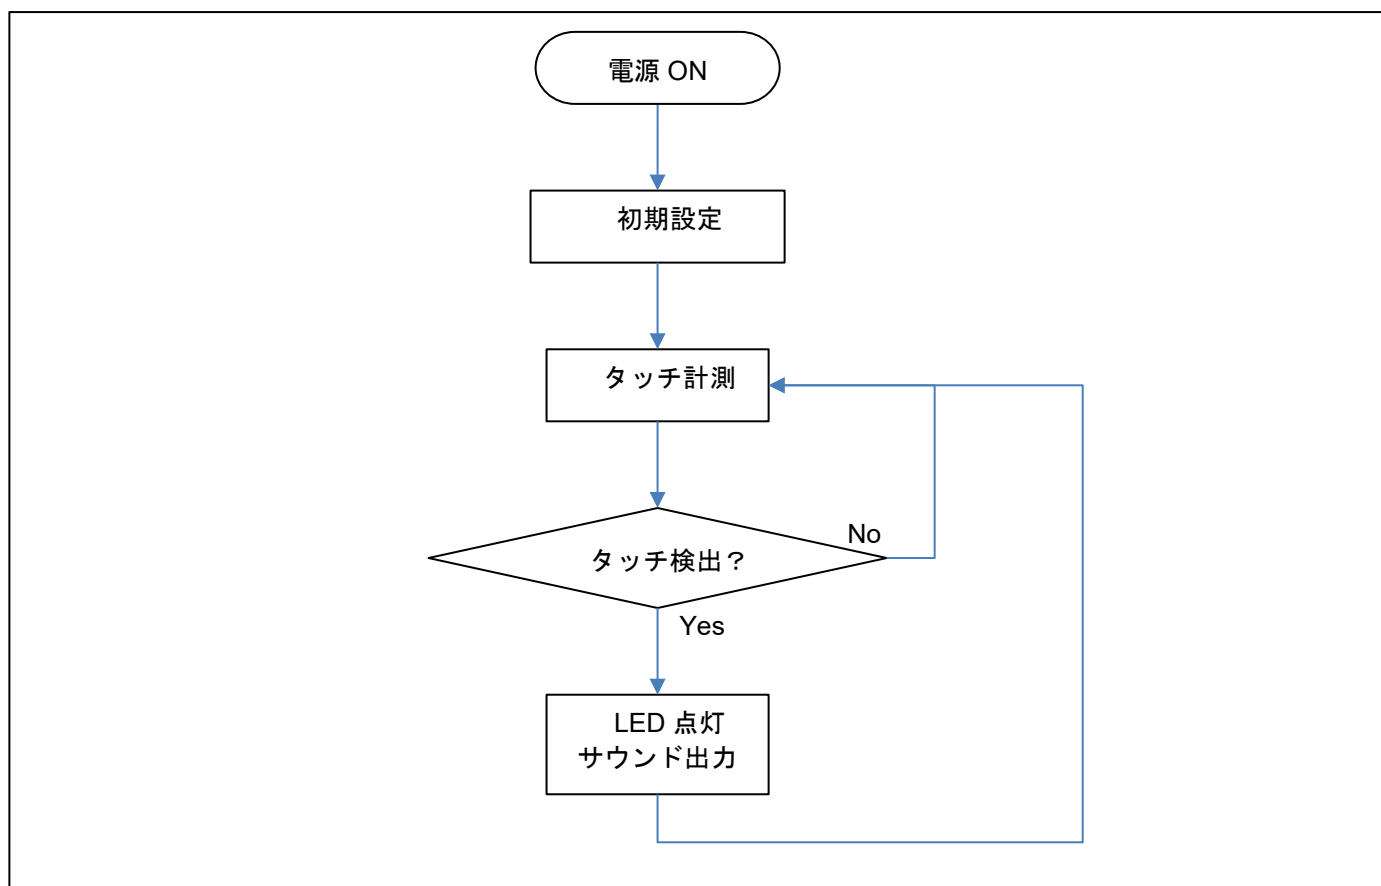 電源 ON
初期設定
タッチ計測
タッチ検出？
No
Yes
LED 点灯
サウンド出力